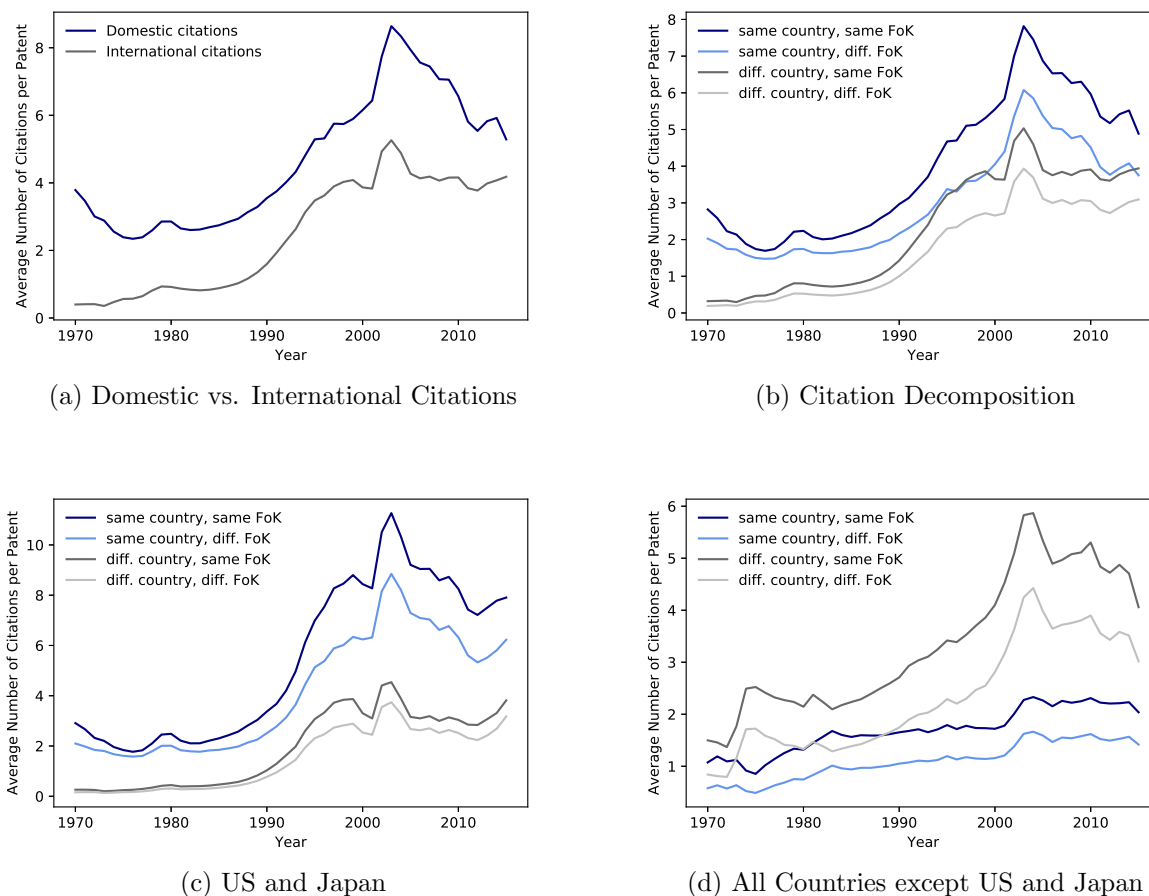 Domestic citations
International citations
Average Number of Citations per Patent
0
2
4
6
8
1970
1980
1990
2000
2010
Year
(a) Domestic vs. International Citations
same country, same FoK
same country, diff. FoK
diff. country, same FoK
diff. country, diff. FoK
Average Number of Citations per Patent
0
1
2
3
4
5
6
7
8
1970
1980
1990
2000
2010
Year
(b) Citation Decomposition
same country, same FoK
same country, diff. FoK
diff. country, same FoK
diff. country, diff. FoK
Average Number of Citations per Patent
0
2
4
6
8
10
1970
1980
1990
2000
2010
Year
(c) US and Japan
same country, same FoK
same country, diff. FoK
diff. country, same FoK
diff. country, diff. FoK
Average Number of Citations per Patent
1
2
3
4
5
6
1970
1980
1990
2000
2010
Year
(d) All Countries except US and Japan